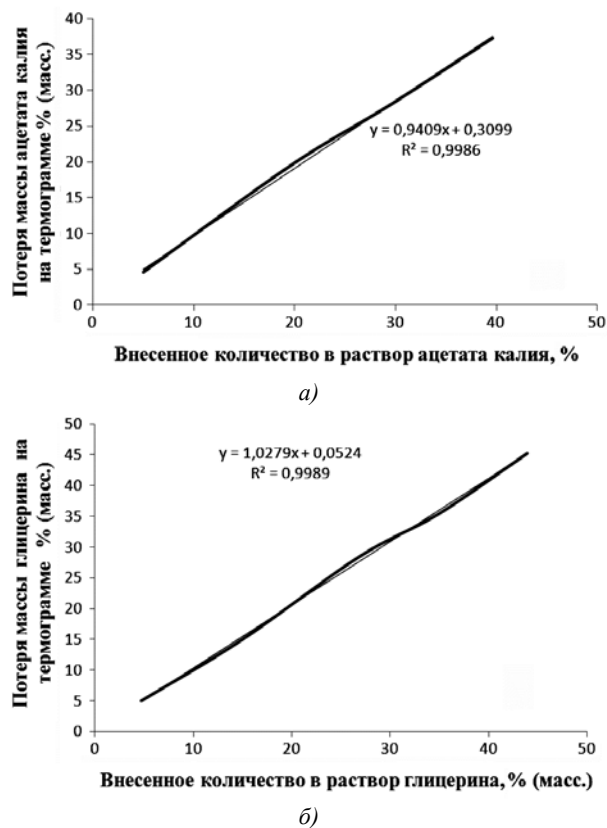 Потеря массы ацетата калия
на термограмме % (масс.)
40
35
30
25
20
15
10
5
0
y = 0,9409x + 0,3099
R² = 0,9986
0 10 20 30 40 50
Внесенное количество в раствор ацетата калия, %
а)
Потеря массы глицерина на
термограмме % (масс.)
50
45
40
35
30
25
20
15
10
5
0
y = 1,0279x + 0,0524
R² = 0,9989
0 10 20 30 40 50
Внесенное количество в раствор глицерина, % (масс.)
б)